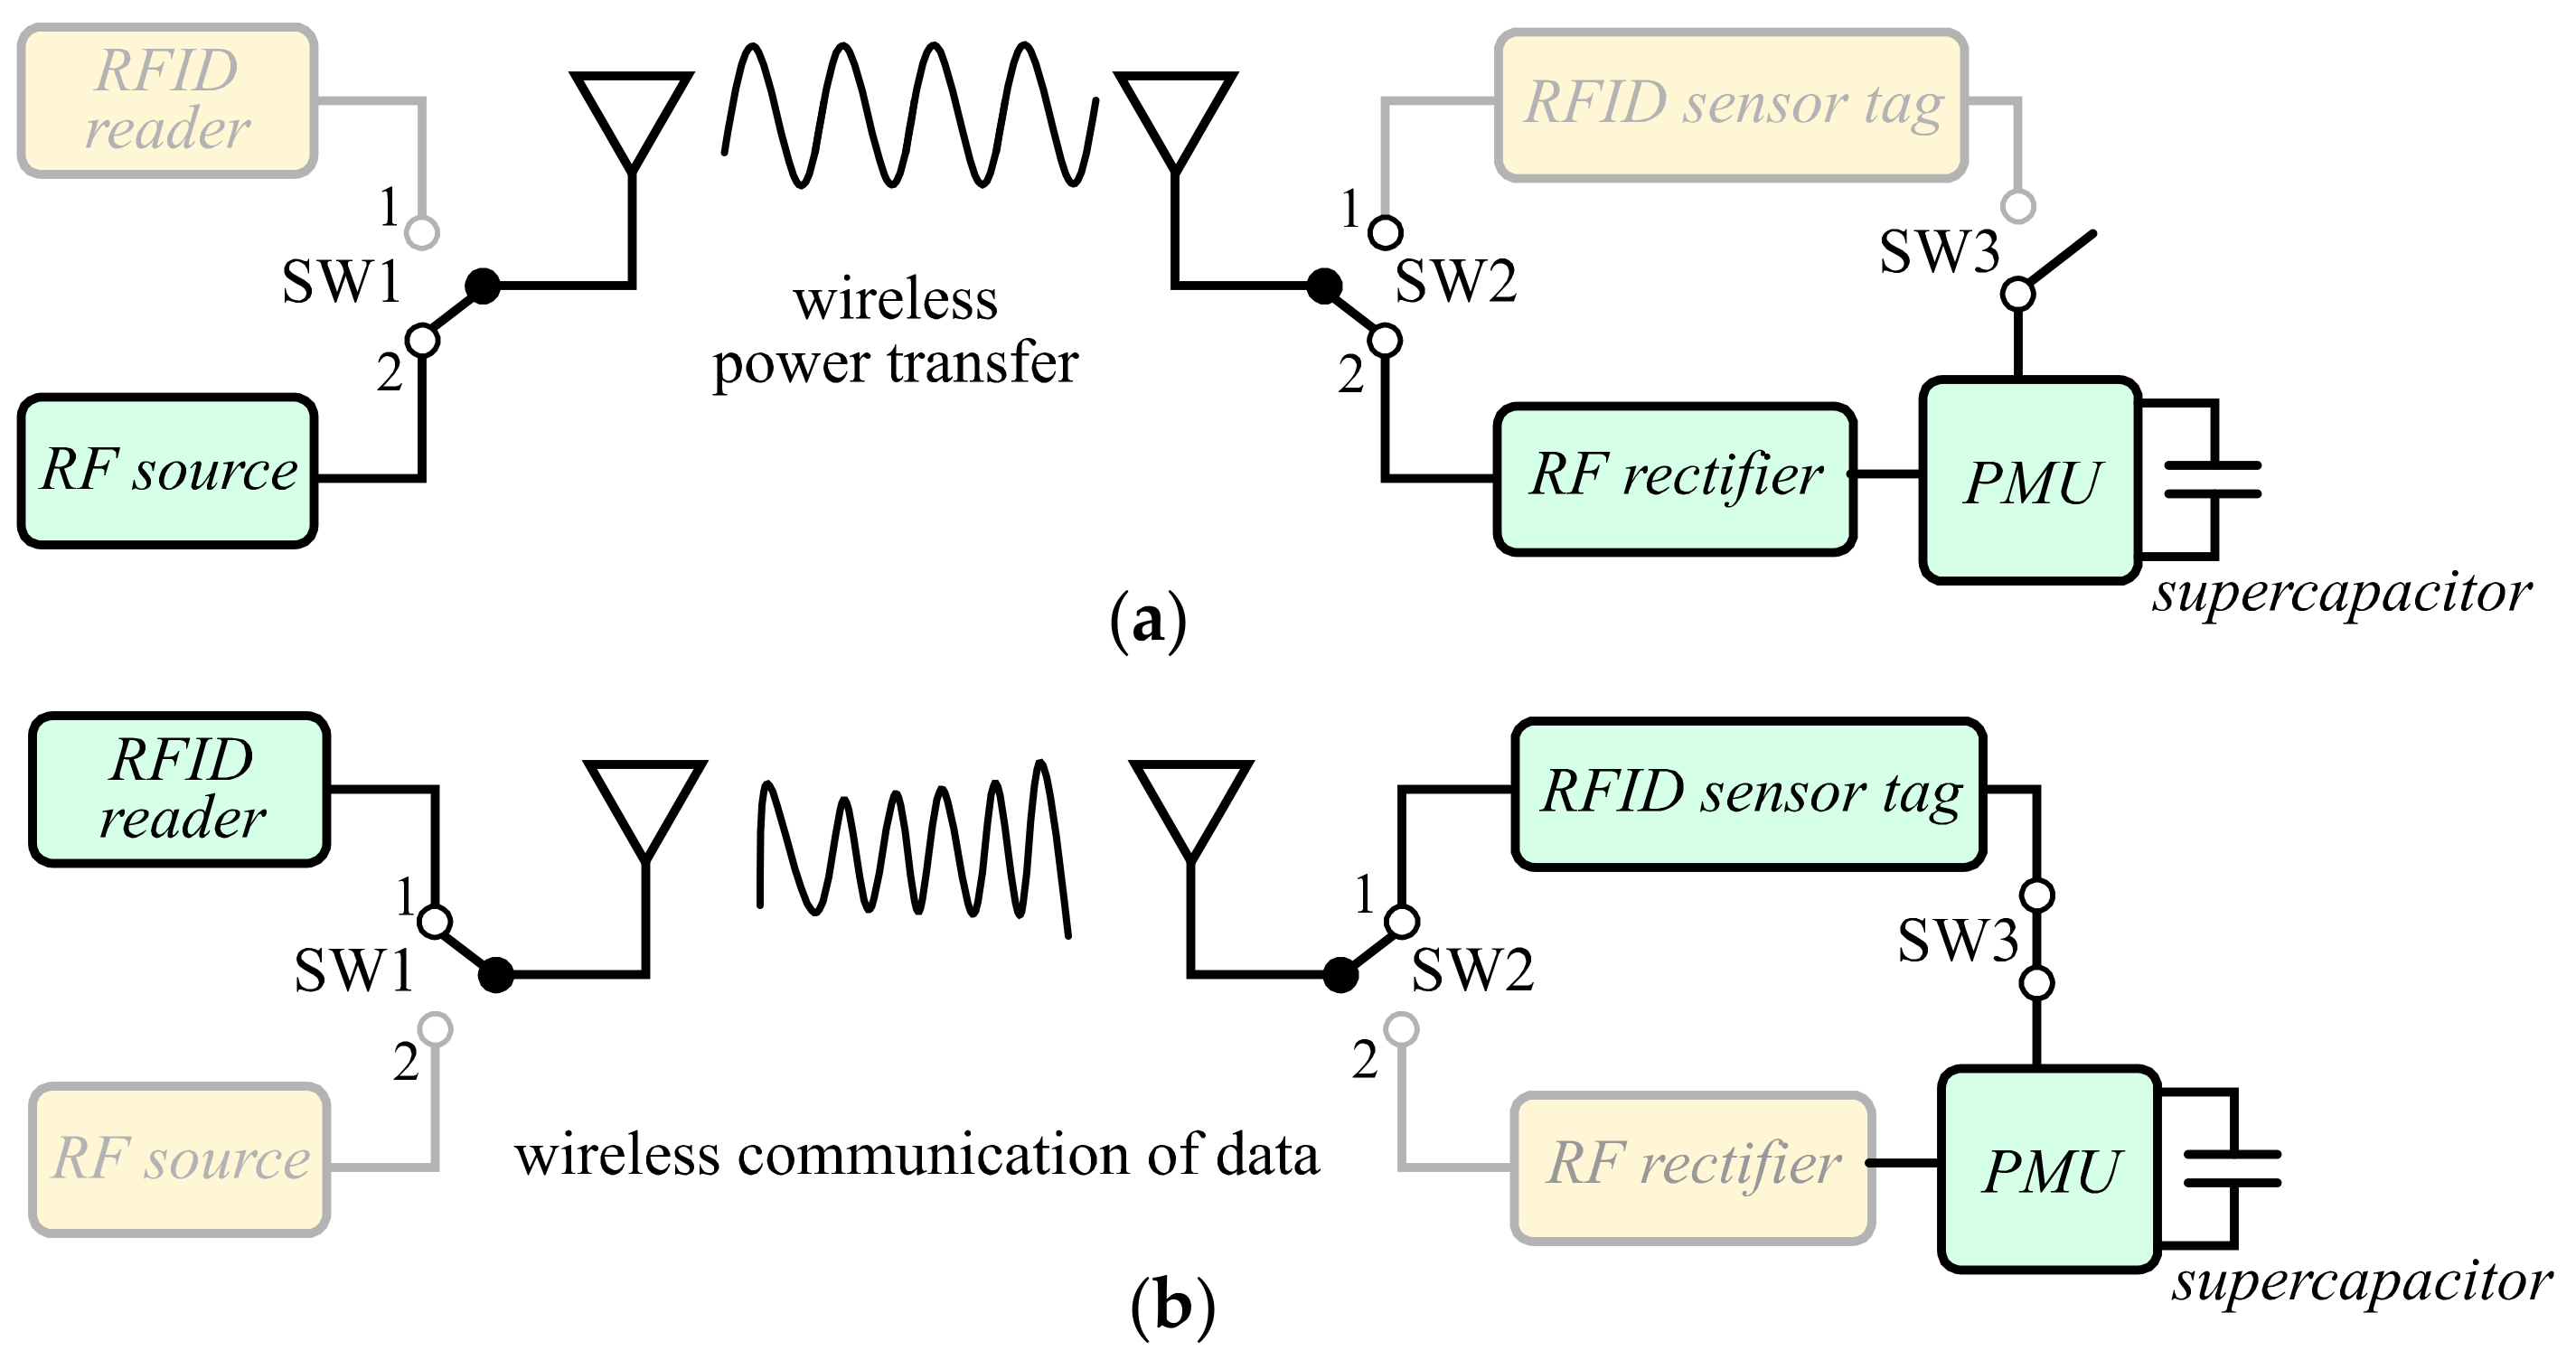 RFID
reader
RFID sensor tag
1
1
SW1
SW2
SW3
wireless
power transfer
2
2
RF source
RF rectifier
PMU
supercapacitor
(a)
RFID
reader
RFID sensor tag
1
1
SW1
SW2
SW3
2
2
RF source
wireless communication of data
RF rectifier
PMU
supercapacitor
(b)